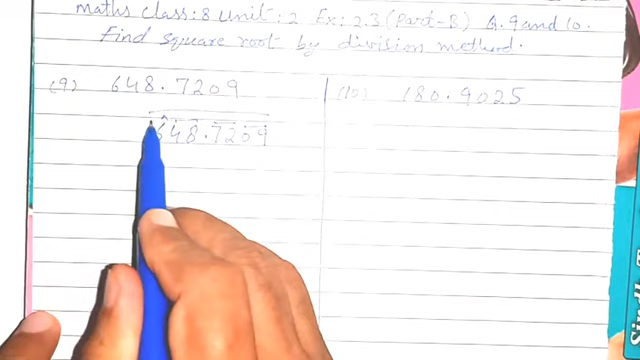 maths class: 8 Unit: 2 Ex: 2.3 (Part-B) Q. 9 and 10.
Find square root by division method.
(9) 648.7209
(10) 180.9025
648.7209